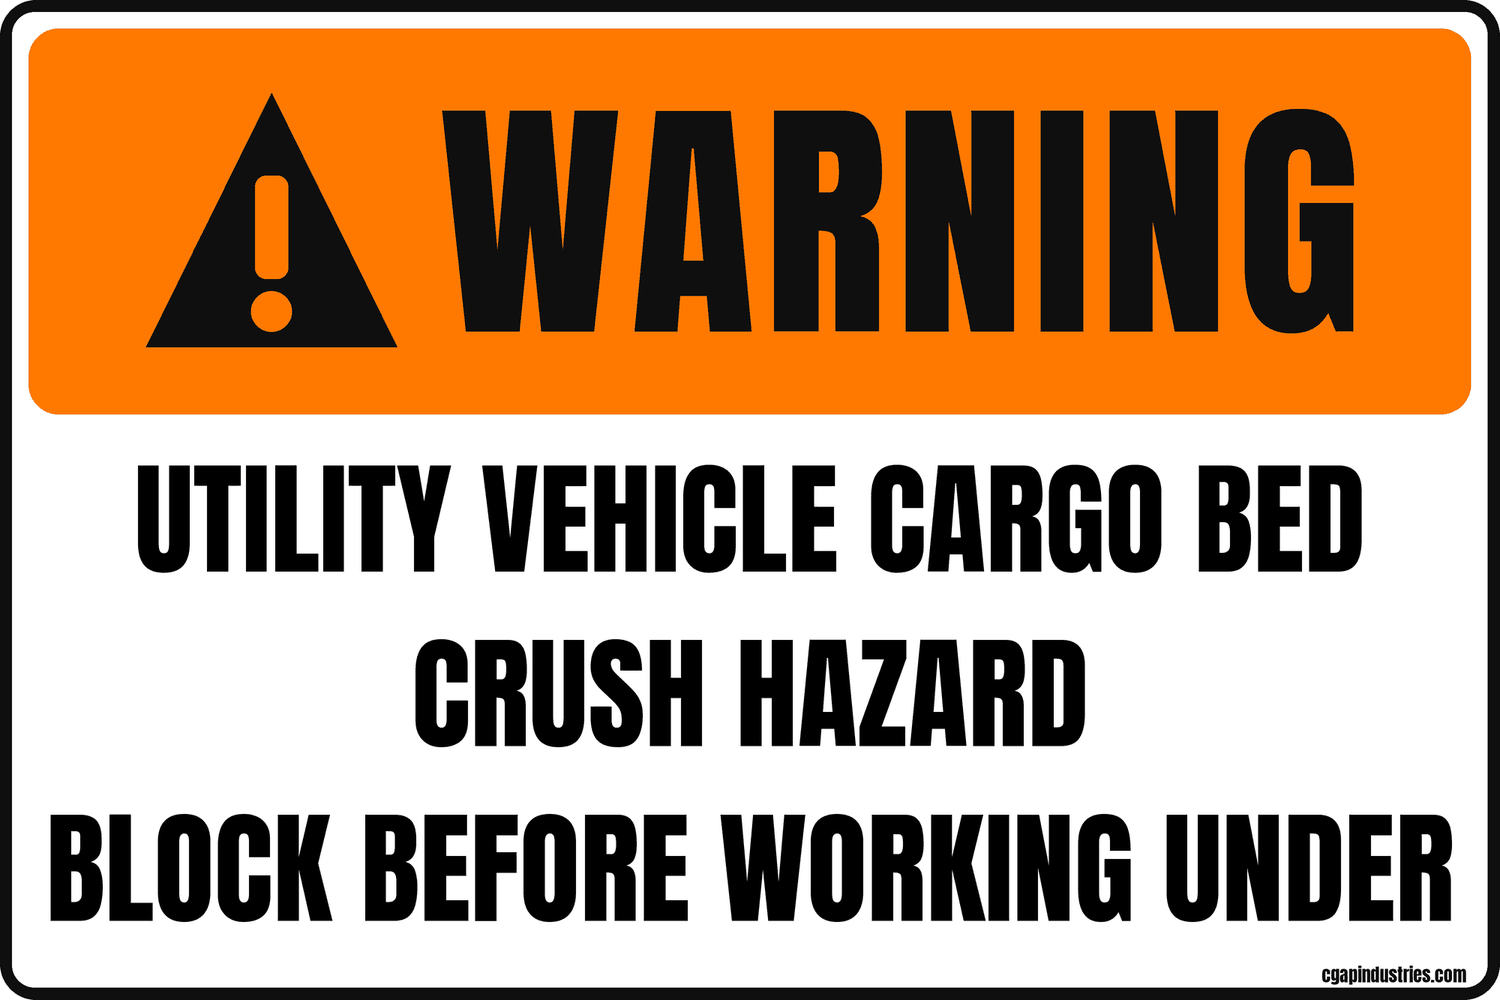 WARNING
UTILITY VEHICLE CARGO BED
CRUSH HAZARD
BLOCK BEFORE WORKING UNDER
cgapindustries.com